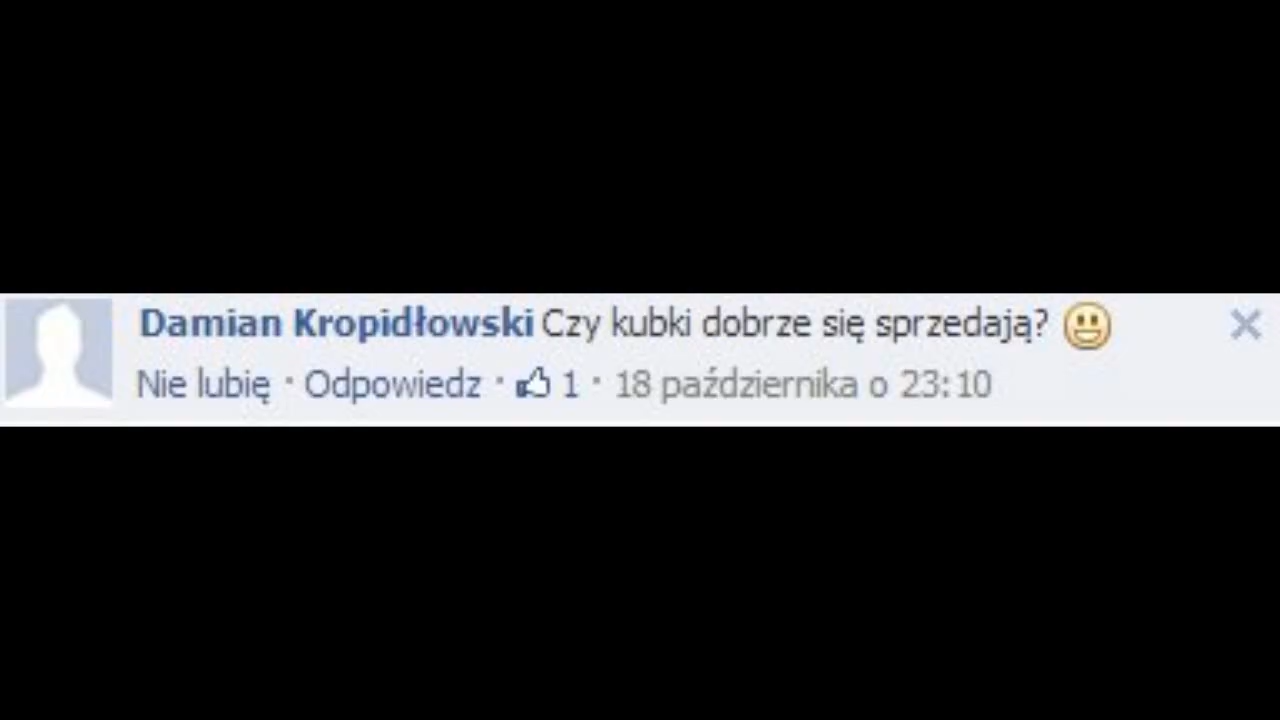 Damian Kropidłowski Czy kubki dobrze się sprzedają? 😃
Nie lubię · Odpowiedz · 👍 1 · 18 października o 23:10